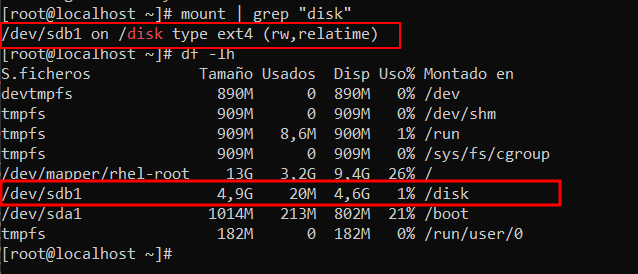 [root@localhost ~]# mount | grep "disk"
/dev/sdb1 on /disk type ext4 (rw,relatime)
[root@localhost ~]# df -lh
S.ficheros Tamaño Usados Disp Uso% Montado en
devtmpfs 890M 0 890M 0% /dev
tmpfs 909M 0 909M 0% /dev/shm
tmpfs 909M 8,6M 900M 1% /run
tmpfs 909M 0 909M 0% /sys/fs/cgroup
/dev/mapper/rhel-root 13G 3,2G 9,4G 26% /
/dev/sdb1 4,9G 20M 4,6G 1% /disk
/dev/sda1 1014M 213M 802M 21% /boot
tmpfs 182M 0 182M 0% /run/user/0
[root@localhost ~]#